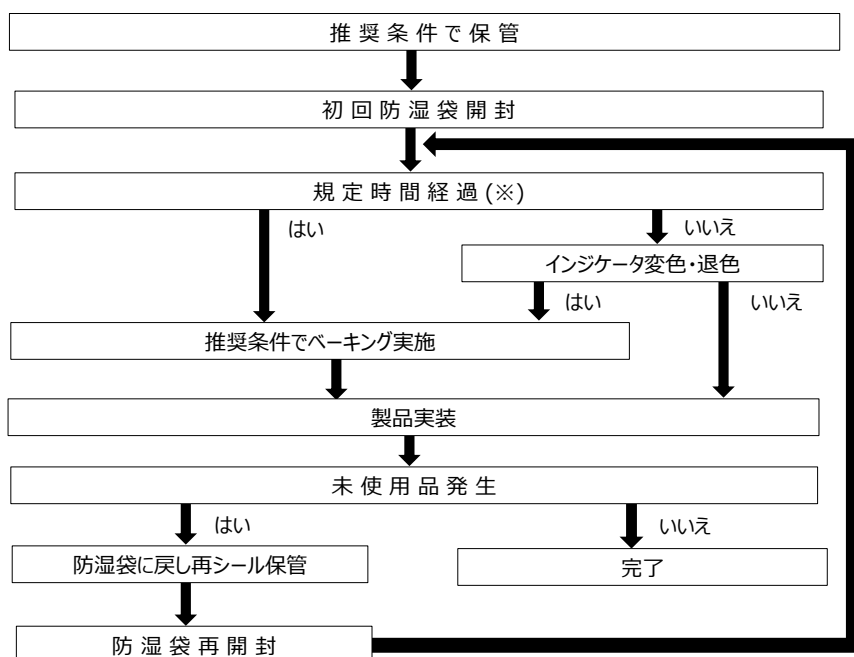 推奨条件で保管
初回防湿袋開封
規定時間経過(※)
はい
いいえ
インジケータ変色・退色
はい
いいえ
推奨条件でベーキング実施
製品実装
未使用品発生
はい
いいえ
防湿袋に戻し再シール保管
完了
防湿袋再開封